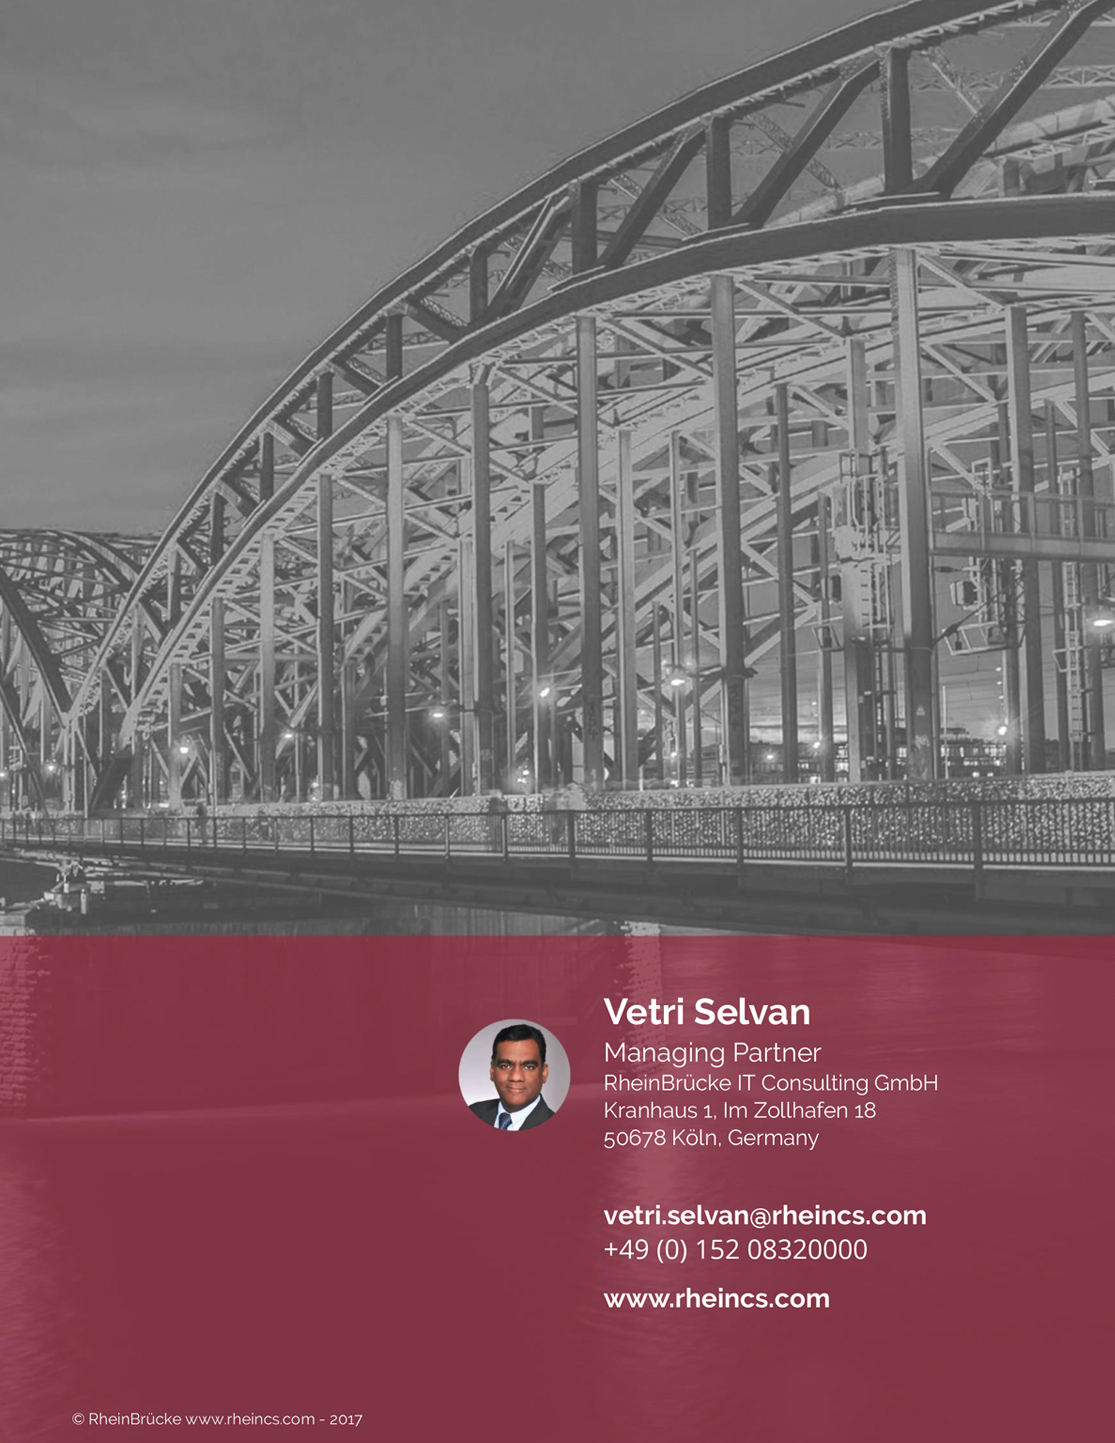 Vetri Selvan
Managing Partner
RheinBrücke IT Consulting GmbH
Kranhaus 1, Im Zollhafen 18
50678 Köln, Germany
vetri.selvan@rheincs.com
+49 (0) 152 08320000
www.rheincs.com
© RheinBrücke www.rheincs.com - 2017